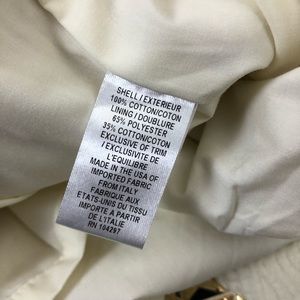 SHELL / EXTERIEUR
100% COTTON/COTON
LINING / DOUBLURE
65% POLYESTER
35% COTTON/COTON
EXCLUSIVE OF TRIM
/ EXCLUSIVITE DE
L'EQUILIBRE
MADE IN THE USA OF
IMPORTED FABRIC
FROM ITALY
FABRIQUE AUX
ETATS-UNIS DU TISSU
IMPORTE A PARTIR
DE L'ITALIE
RN 104297